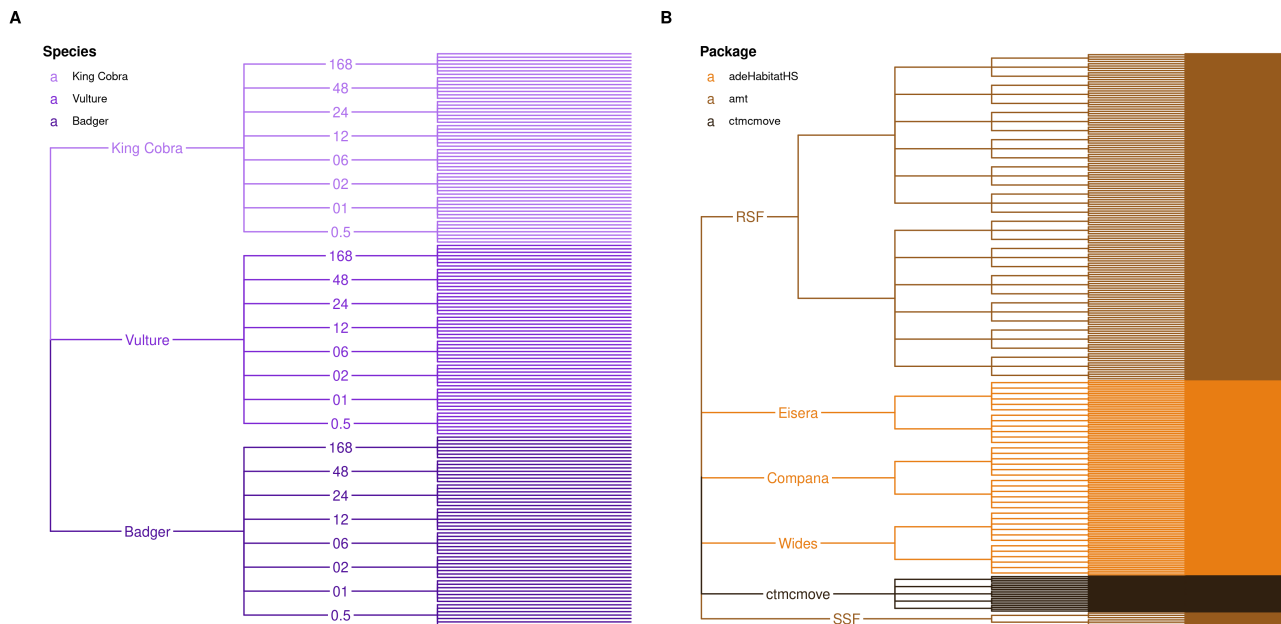 A
Species
a King Cobra
a Vulture
a Badger
King Cobra
168
48
24
12
06
02
01
0.5
Vulture
168
48
24
12
06
02
01
0.5
Badger
168
48
24
12
06
02
01
0.5
B
Package
a adeHabitatHS
a amt
a ctmcmove
RSF
Eisera
Compana
Wides
ctmcmove
SSF